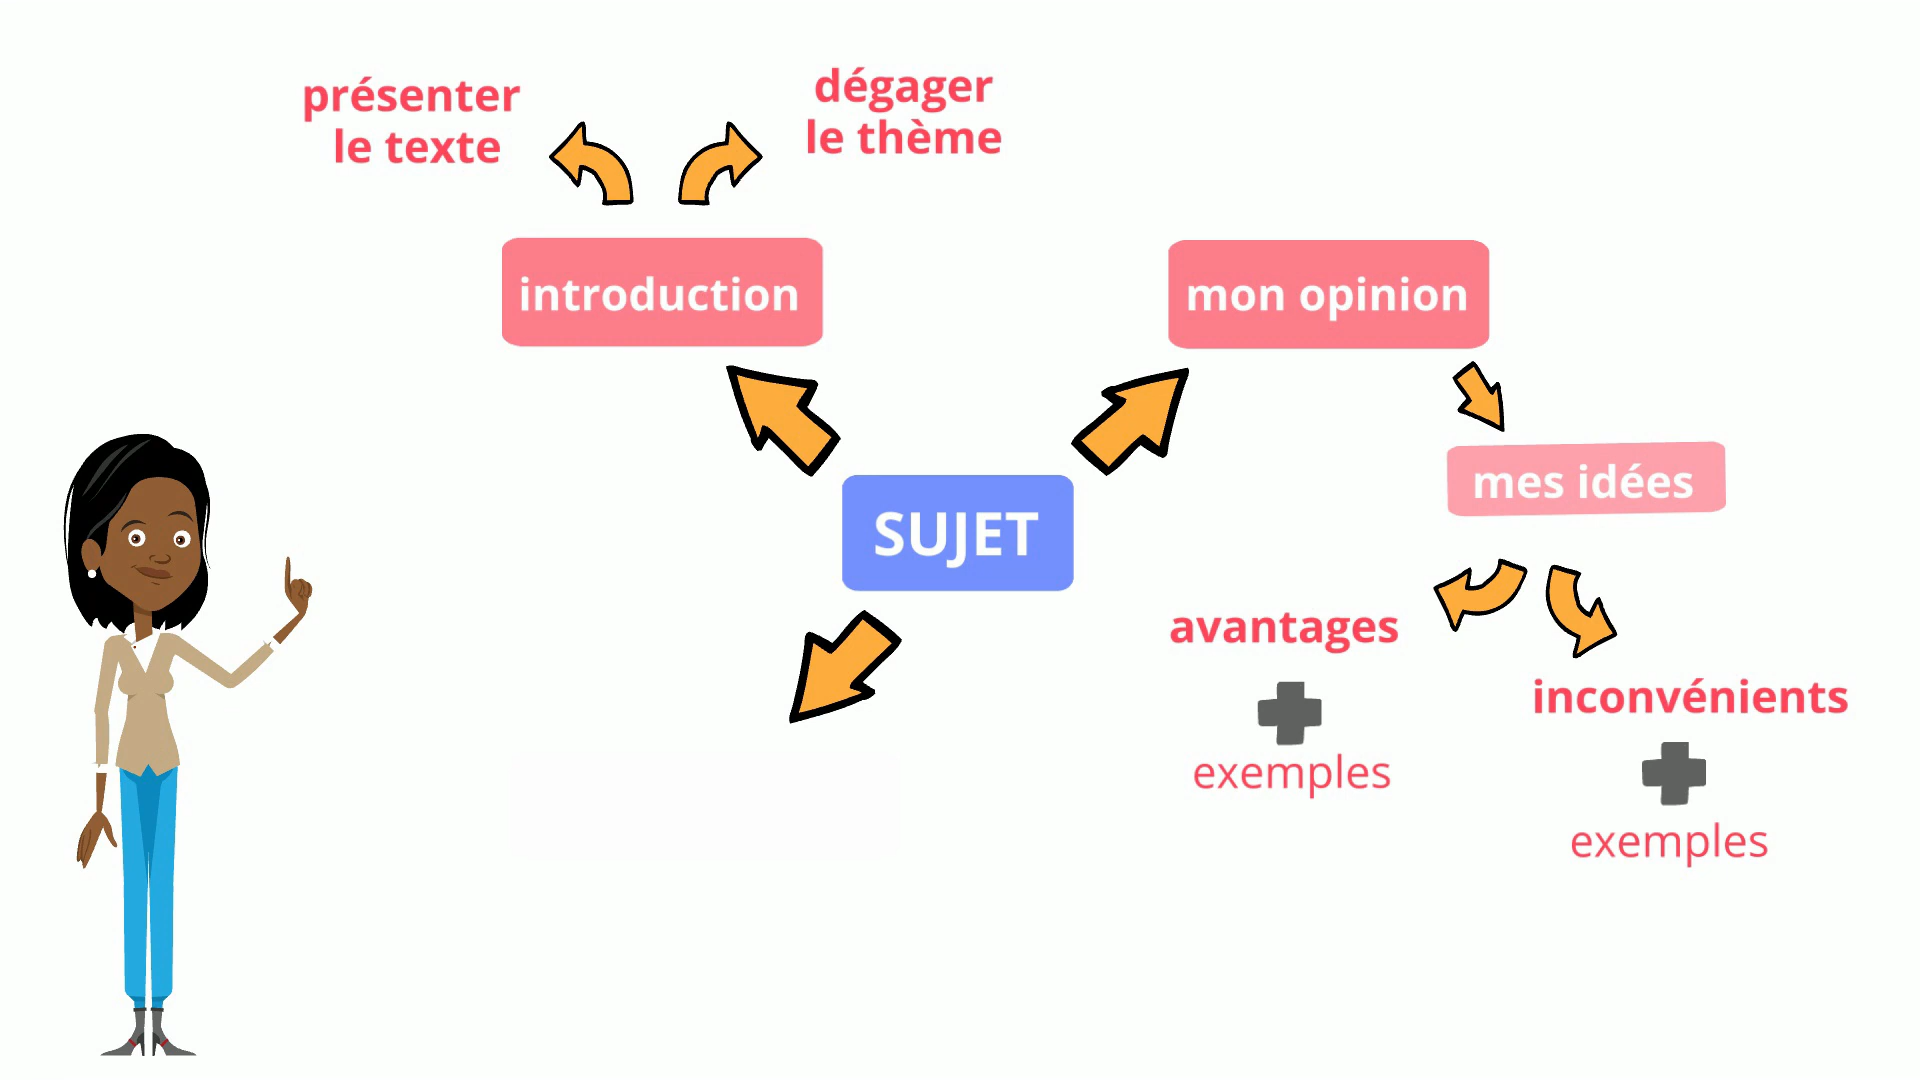 présenter
le texte
dégager
le thème
introduction
mon opinion
SUJET
mes idées
avantages
exemples
inconvénients
exemples